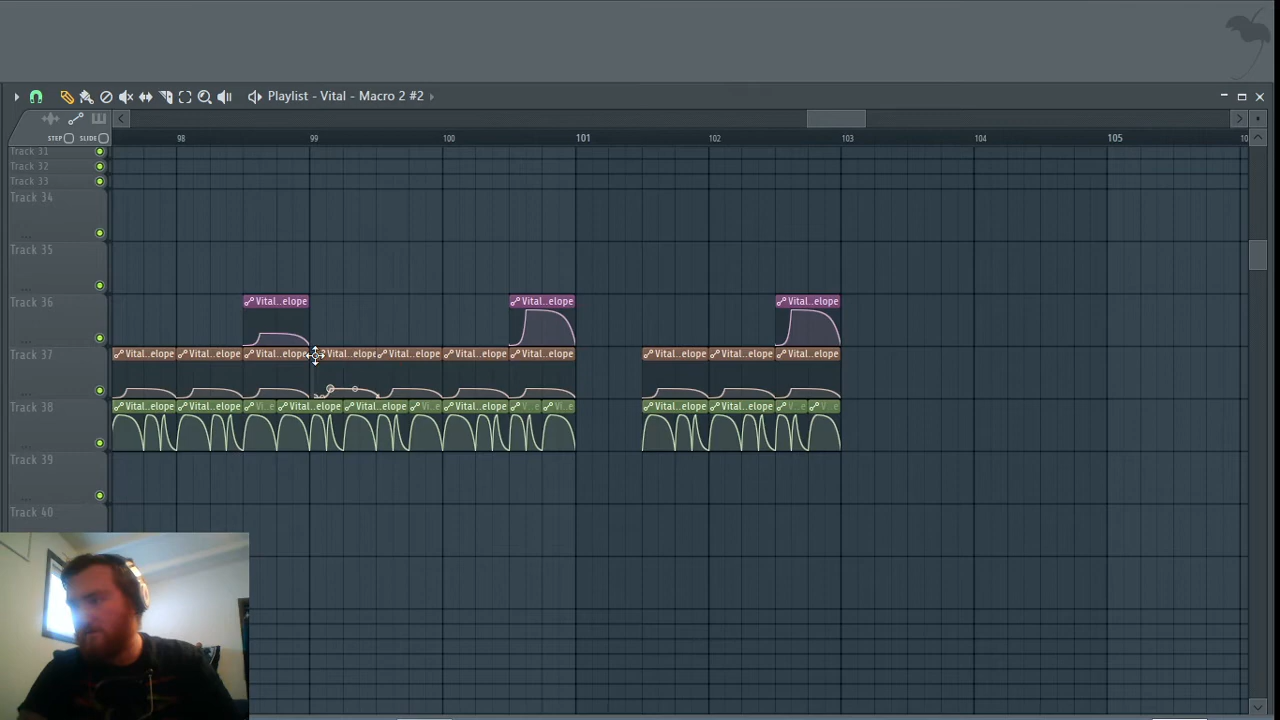 Playlist - Vital - Macro 2 #2
STEP SLIDE
98 99 100 101 102 103 104 105
Track 31
Track 32
Track 33
Track 34
Track 35
Track 36 Vital..elope Vital..elope Vital..elope
Track 37 Vital..elope Vital..elope Vital..elope Vital..elope Vital..elope Vital..elope Vital..elope Vital..elope Vital..elope Vital..elope
Track 38 Vital..elope Vital..elope Vital..elope Vital..elope Vital..elope Vital..elope Vital..elope
Track 39
Track 40